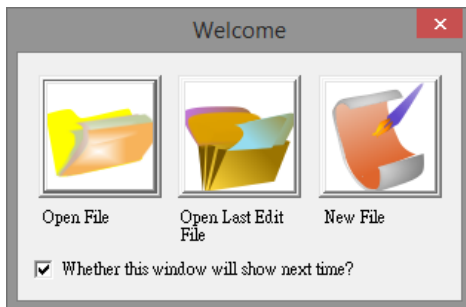 Welcome
Open File
Open Last Edit
File
New File
Whether this window will show next time?